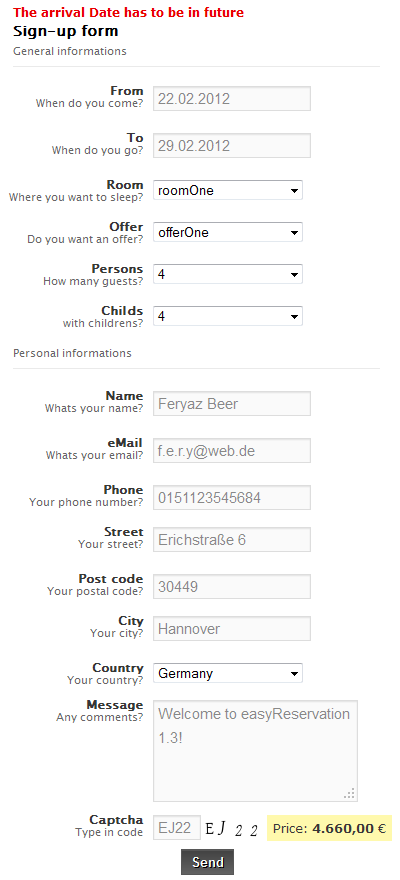 The arrival Date has to be in future
Sign-up form
General informations
From
When do you come?
22.02.2012
To
When do you go?
29.02.2012
Room
Where you want to sleep?
roomOne
Offer
Do you want an offer?
offerOne
Persons
How many guests?
4
Childs
with childrens?
4
Personal informations
Name
Whats your name?
Feryaz Beer
eMail
Whats your email?
f.e.r.y@web.de
Phone
Your phone number?
0151123545684
Street
Your street?
Erichstraße 6
Post code
Your postal code?
30449
City
Your city?
Hannover
Country
Your country?
Germany
Message
Any comments?
Welcome to easyReservation
1.3!
Captcha
Type in code
EJ22
E J 2 2
Price: 4.660,00 €
Send